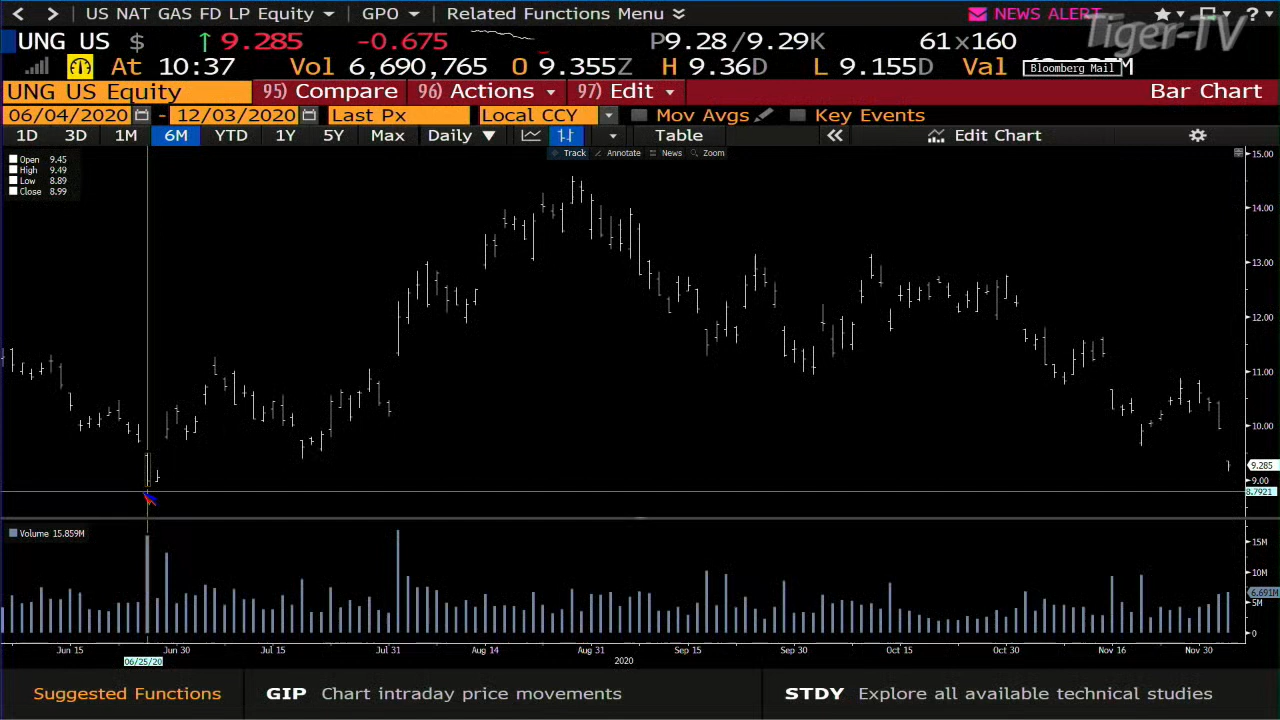 < > US NAT GAS FD LP Equity GPO Related Functions Menu NEWS ALERT ?
Tiger-TV
UNG US $ ↑ 9.285 -0.675 P9.28 / 9.29K 61 x 160
At 10:37 Vol 6,690,765 O 9.355Z H 9.36D L 9.155D Val M
Bloomberg Mail
UNG US Equity 95) Compare 96) Actions 97) Edit Bar Chart
06/04/2020 - 12/03/2020 Last Px Local CCY Mov Avgs Key Events
1D 3D 1M 6M YTD 1Y 5Y Max Daily Table « Edit Chart
Track Annotate News Zoom
Open 9.45
High 9.49
Low 8.89
Close 8.99
15.00
14.00
13.00
12.00
11.00
10.00
9.285
9.00
8.7921
Volume 15.859M
15M
10M
6.691M
5M
0
Jun 15 Jun 30 Jul 15 Jul 31 Aug 14 Aug 31 Sep 15 Sep 30 Oct 15 Oct 30 Nov 16 Nov 30
06/25/20 2020
Suggested Functions GIP Chart intraday price movements STDY Explore all available technical studies